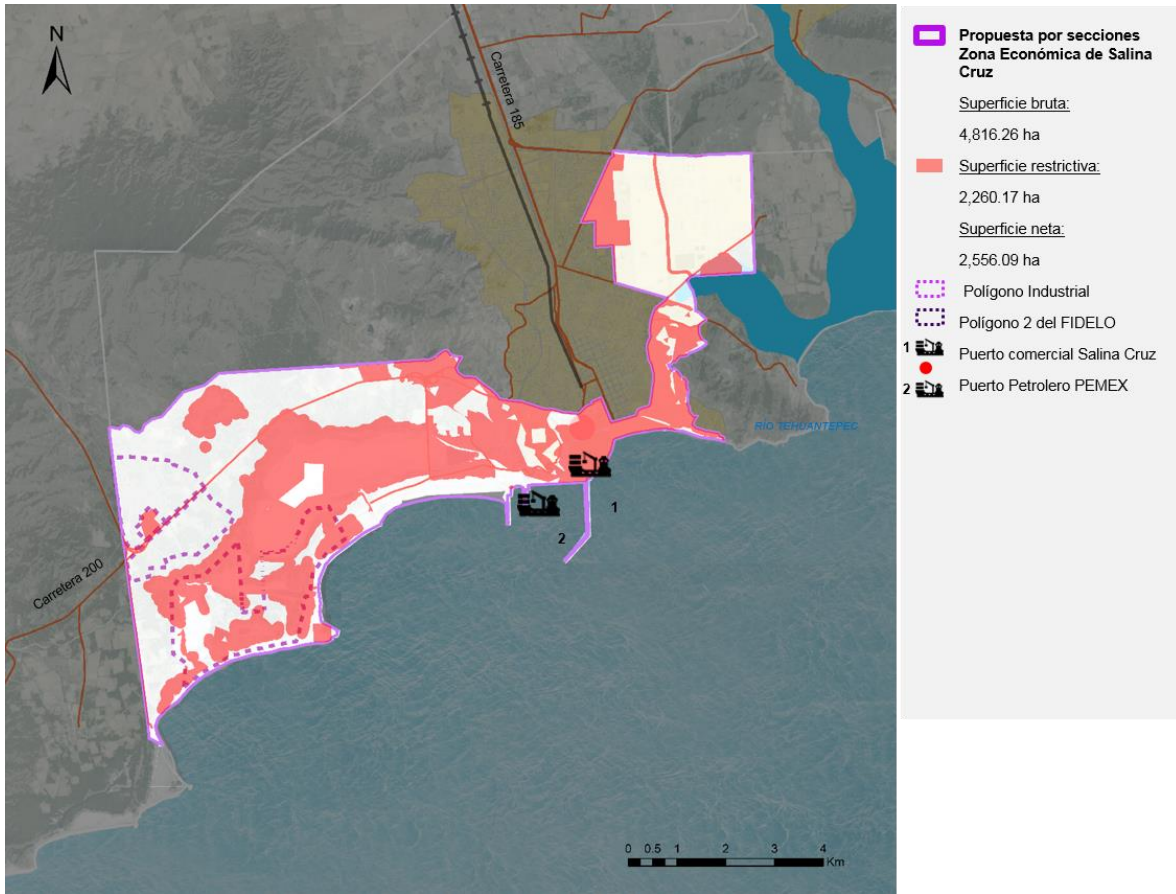 N
Carretera 185
RÍO TEHUANTEPEC
1
2
Carretera 200
0 0.5 1 2 3 4
Km
Propuesta por secciones
Zona Económica de Salina
Cruz
Superficie bruta:
4,816.26 ha
Superficie restrictiva:
2,260.17 ha
Superficie neta:
2,556.09 ha
Polígono Industrial
Polígono 2 del FIDELO
1 Puerto comercial Salina Cruz
2 Puerto Petrolero PEMEX